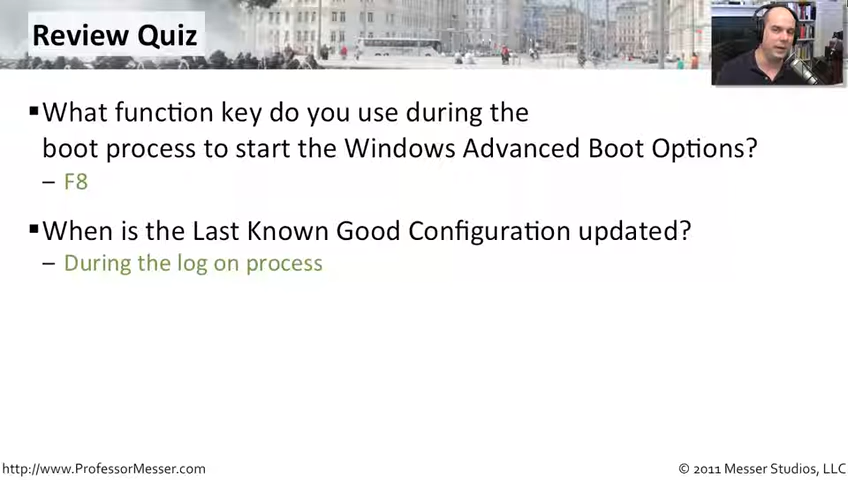 Review Quiz
▪What function key do you use during the
boot process to start the Windows Advanced Boot Options?
– F8
▪When is the Last Known Good Configuration updated?
– During the log on process
http://www.ProfessorMesser.com
© 2011 Messer Studios, LLC